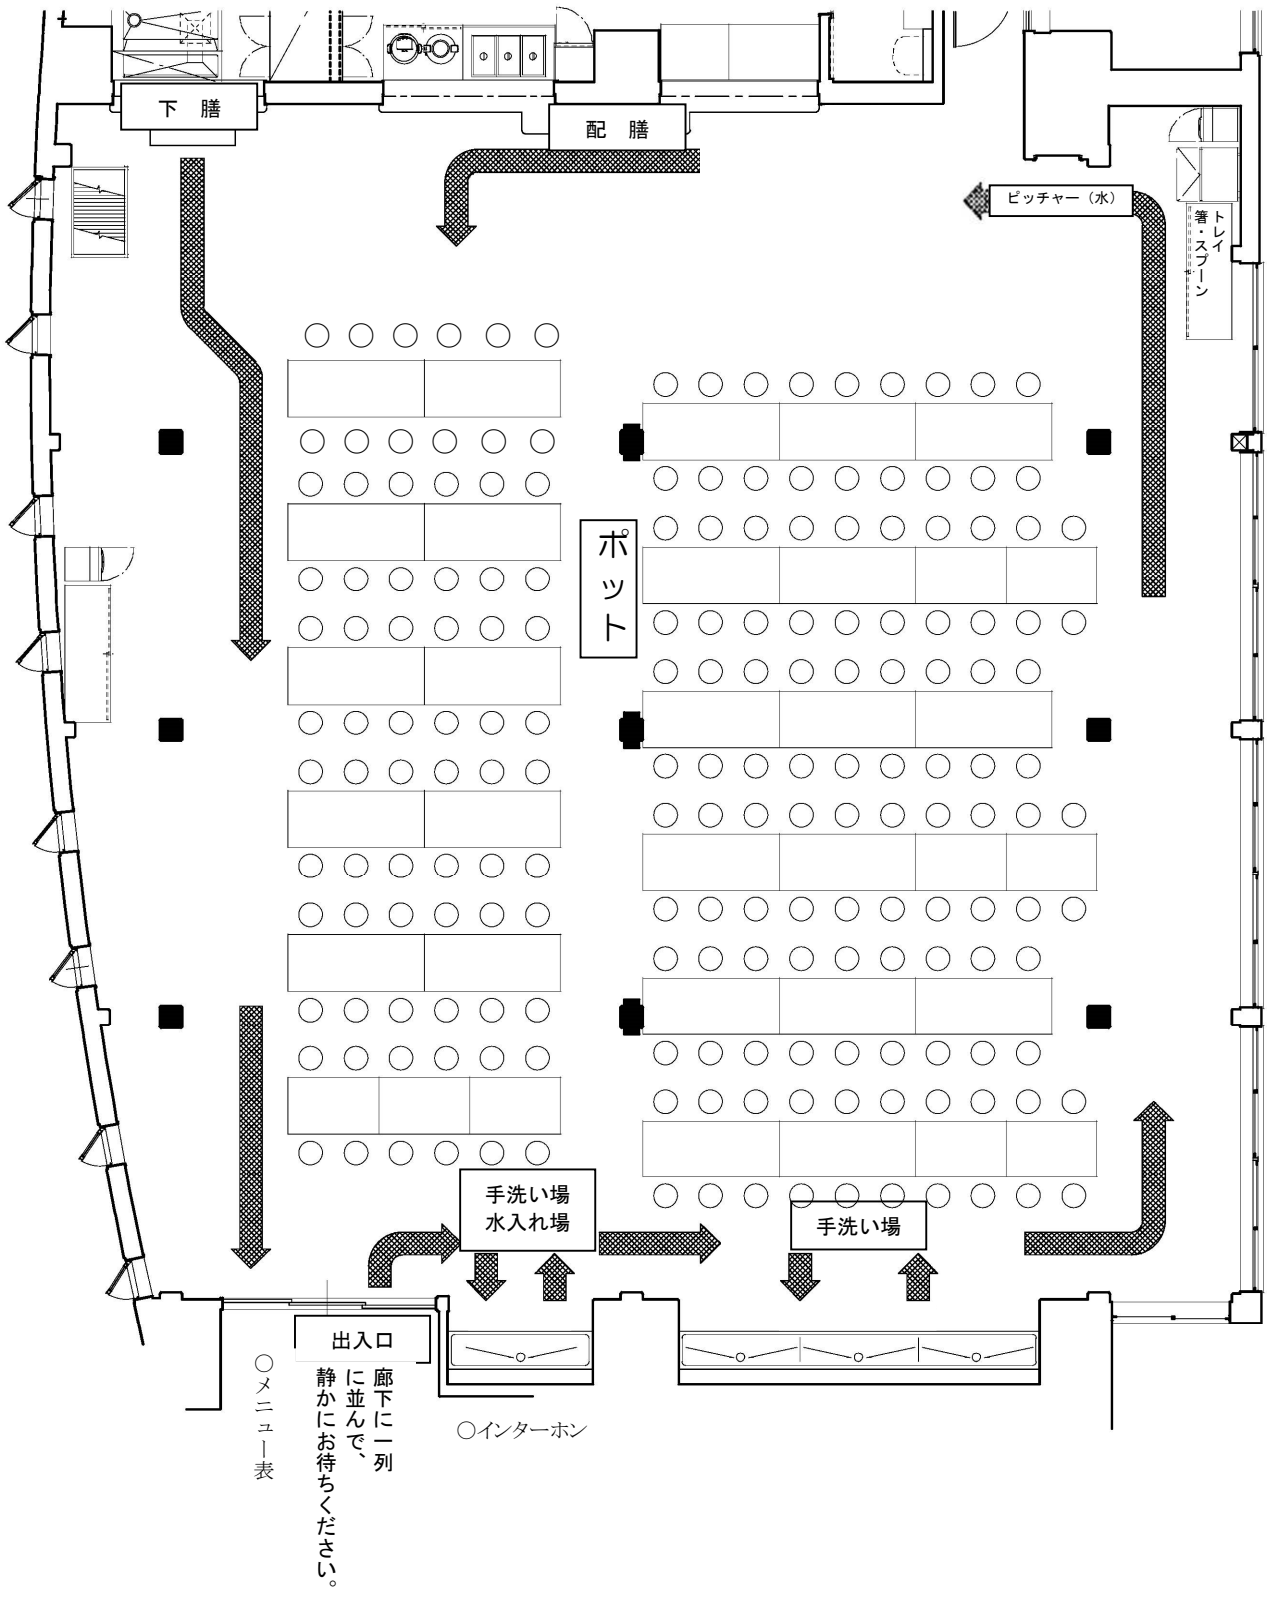 下 膳
配 膳
ピッチャー（水）
トレイ
箸・スプーン
ポット
手洗い場
水入れ場
手洗い場
出入口
廊下に一列
に並んで、
静かにお待ちください。
○メニュー表
○インターホン